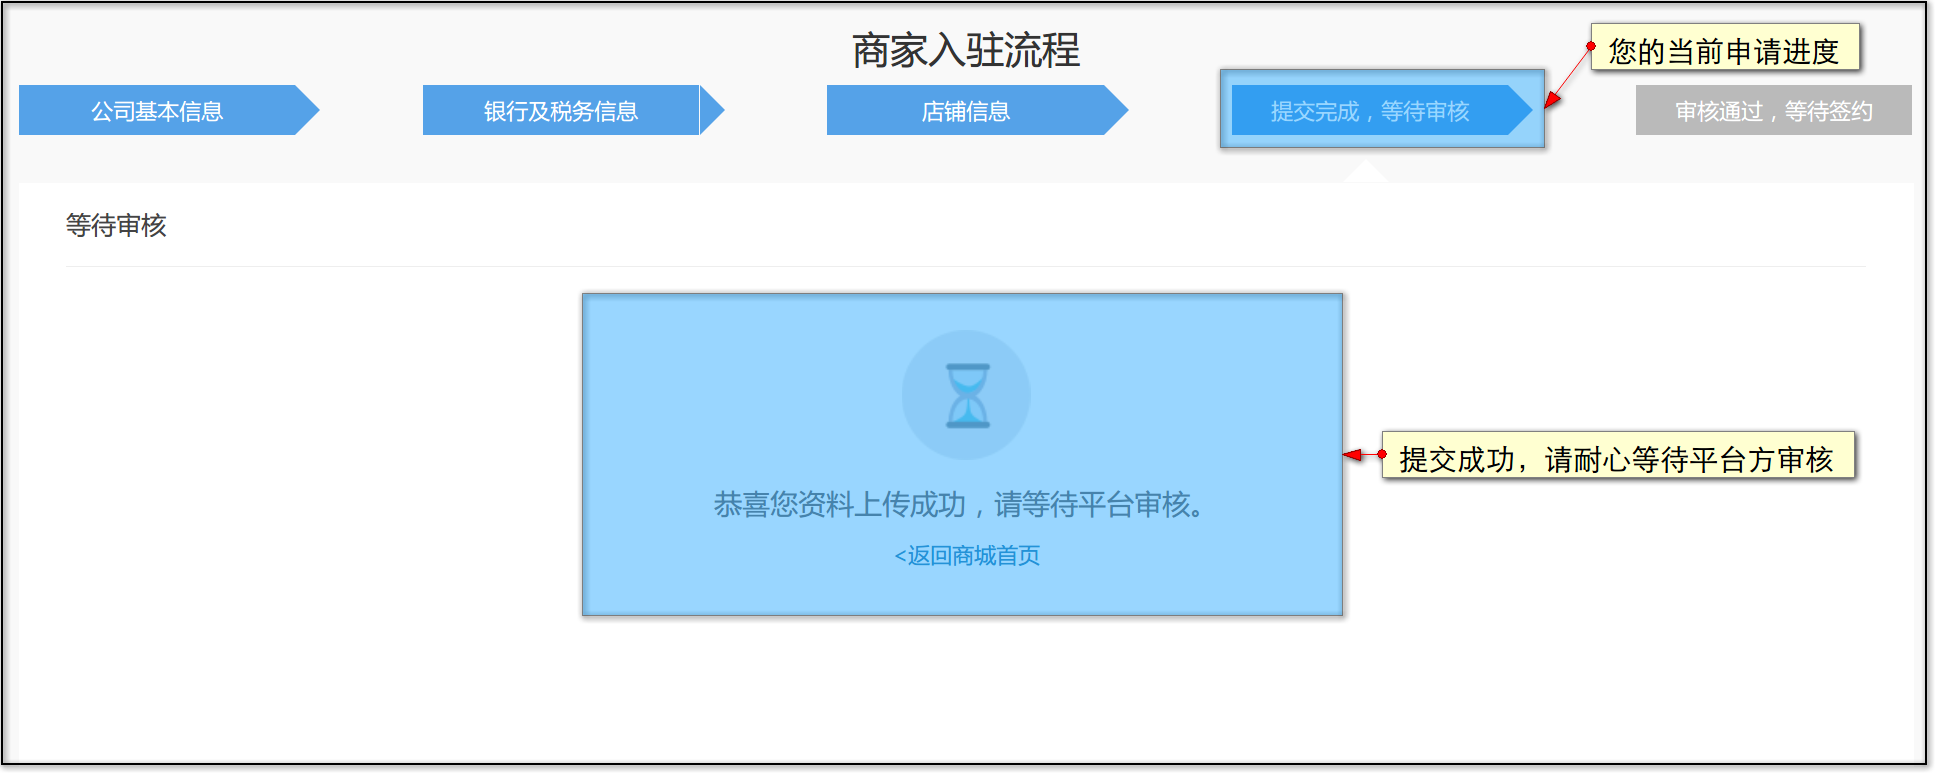 商家入驻流程
您的当前申请进度
公司基本信息
银行及税务信息
店铺信息
提交完成，等待审核
审核通过，等待签约
等待审核
提交成功，请耐心等待平台方审核
恭喜您资料上传成功，请等待平台审核。
<返回商城首页